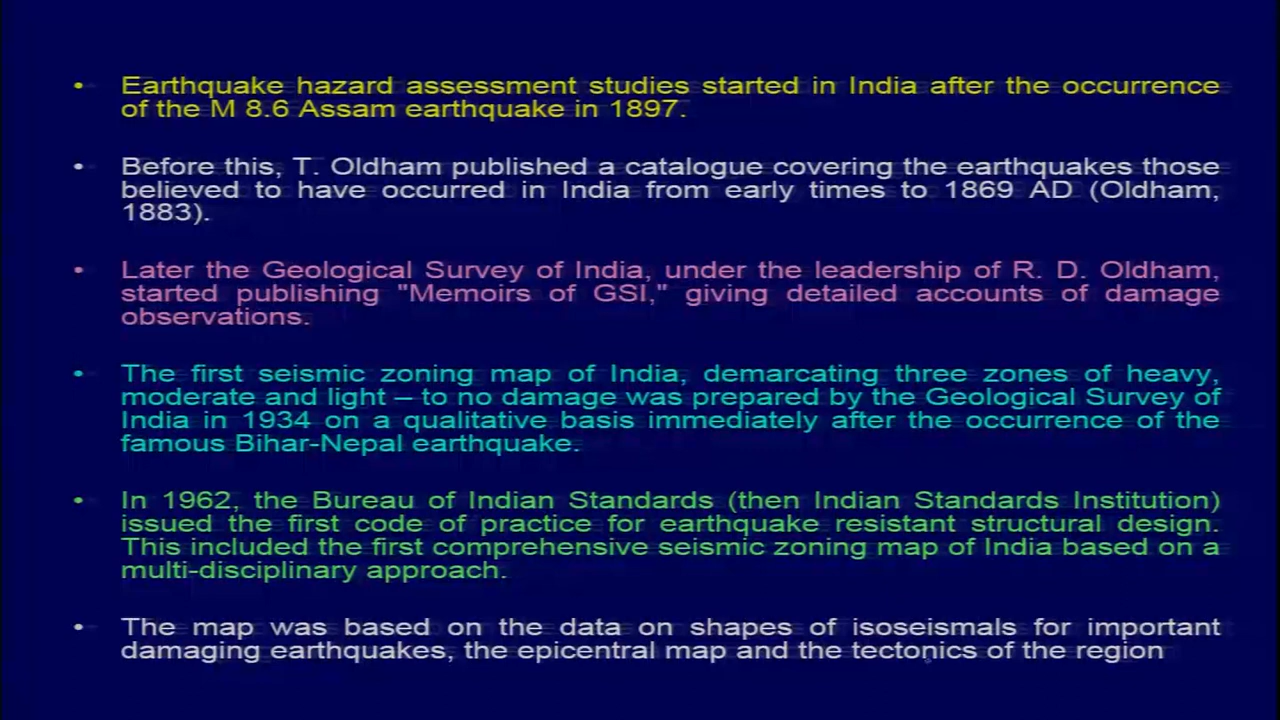 • Earthquake hazard assessment studies started in India after the occurrence
of the M 8.6 Assam earthquake in 1897.
• Before this, T. Oldham published a catalogue covering the earthquakes those
believed to have occurred in India from early times to 1869 AD (Oldham,
1883).
• Later the Geological Survey of India, under the leadership of R. D. Oldham,
started publishing "Memoirs of GSI," giving detailed accounts of damage
observations.
• The first seismic zoning map of India, demarcating three zones of heavy,
moderate and light – to no damage was prepared by the Geological Survey of
India in 1934 on a qualitative basis immediately after the occurrence of the
famous Bihar-Nepal earthquake.
• In 1962, the Bureau of Indian Standards (then Indian Standards Institution)
issued the first code of practice for earthquake resistant structural design.
This included the first comprehensive seismic zoning map of India based on a
multi-disciplinary approach.
• The map was based on the data on shapes of isoseismals for important
damaging earthquakes, the epicentral map and the tectonics of the region